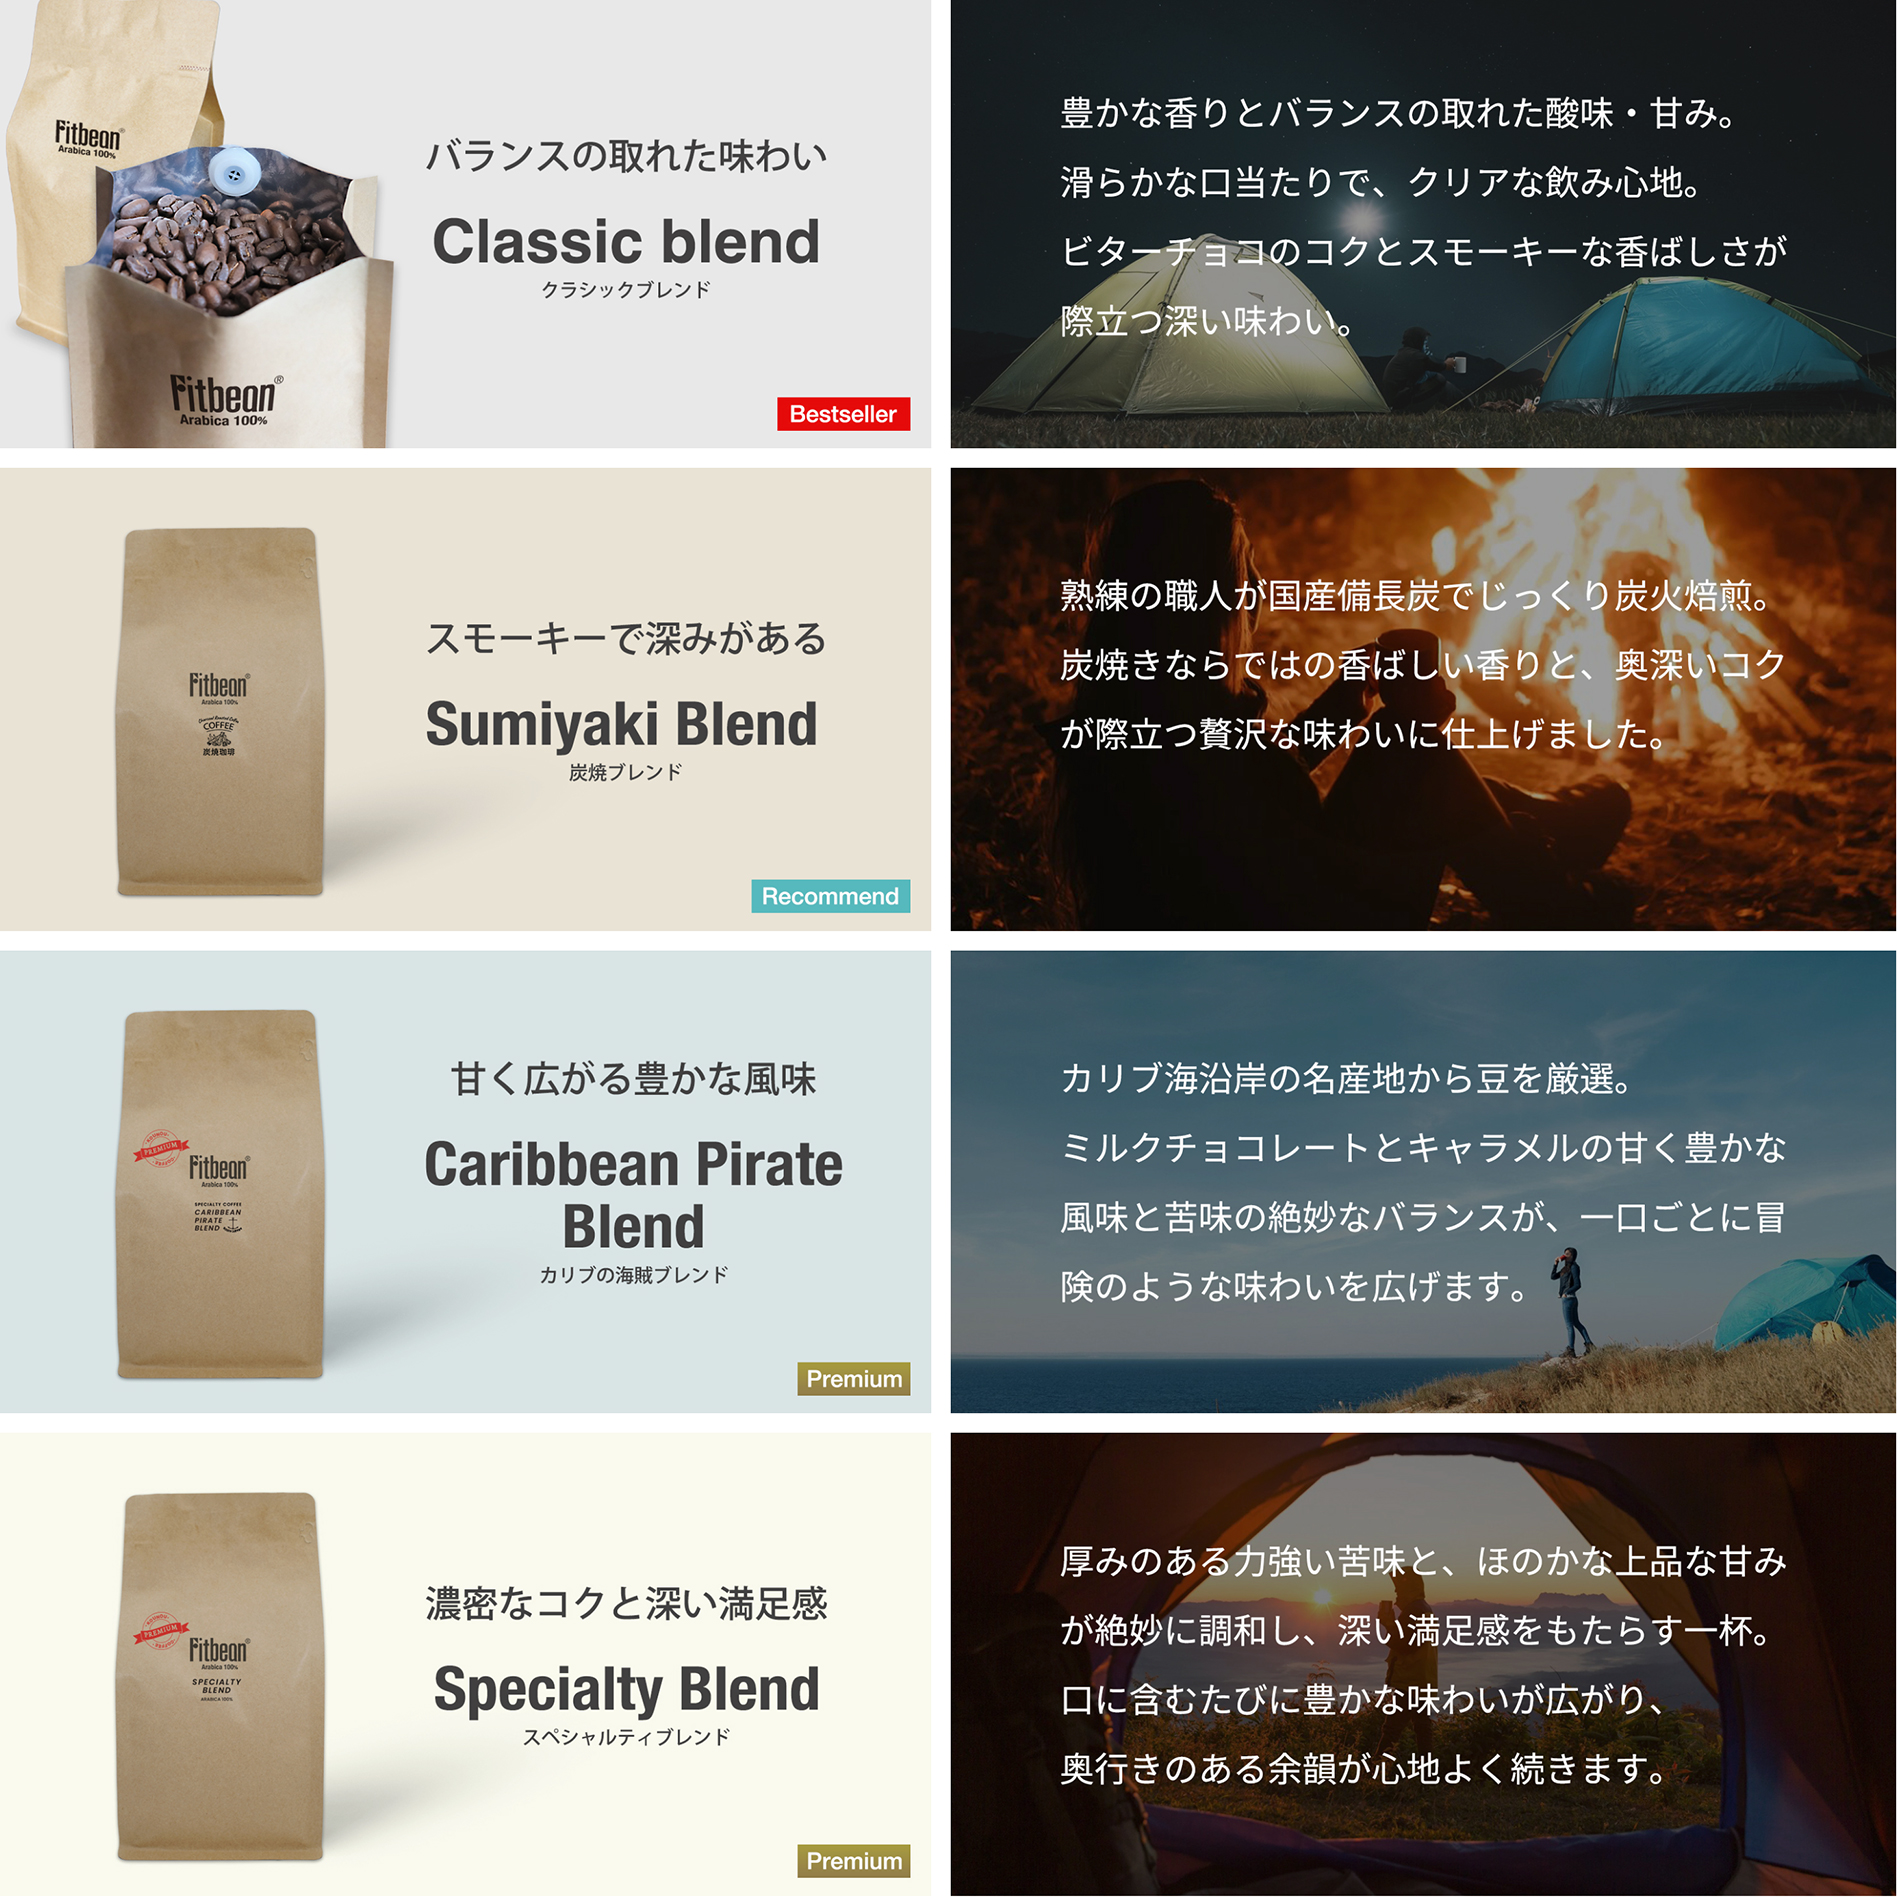 Fitbean®
Arabica 100%
Fitbean®
Arabica 100%
バランスの取れた味わい
Classic blend
クラシックブレンド
Bestseller
豊かな香りとバランスの取れた酸味・甘み。
滑らかな口当たりで、クリアな飲み心地。
ビターチョコのコクとスモーキーな香ばしさが
際立つ深い味わい。
Fitbean®
Arabica 100%
Charcoal Roasted Coffee
COFFEE
炭焼珈琲
スモーキーで深みがある
Sumiyaki Blend
炭焼ブレンド
Recommend
熟練の職人が国産備長炭でじっくり炭火焙煎。
炭焼きならではの香ばしい香りと、奥深いコク
が際立つ贅沢な味わいに仕上げました。
PREMIUM
Fitbean®
Arabica 100%
SPECIALTY COFFEE
CARIBBEAN
PIRATE
BLEND
甘く広がる豊かな風味
Caribbean Pirate
Blend
カリブの海賊ブレンド
Premium
カリブ海沿岸の名産地から豆を厳選。
ミルクチョコレートとキャラメルの甘く豊かな
風味と苦味の絶妙なバランスが、一口ごとに冒
険のような味わいを広げます。
PREMIUM
Fitbean®
Arabica 100%
SPECIALTY
BLEND
ARABICA 100%
濃密なコクと深い満足感
Specialty Blend
スペシャルティブレンド
Premium
厚みのある力強い苦味と、ほのかな上品な甘み
が絶妙に調和し、深い満足感をもたらす一杯。
口に含むたびに豊かな味わいが広がり、
奥行きのある余韻が心地よく続きます。